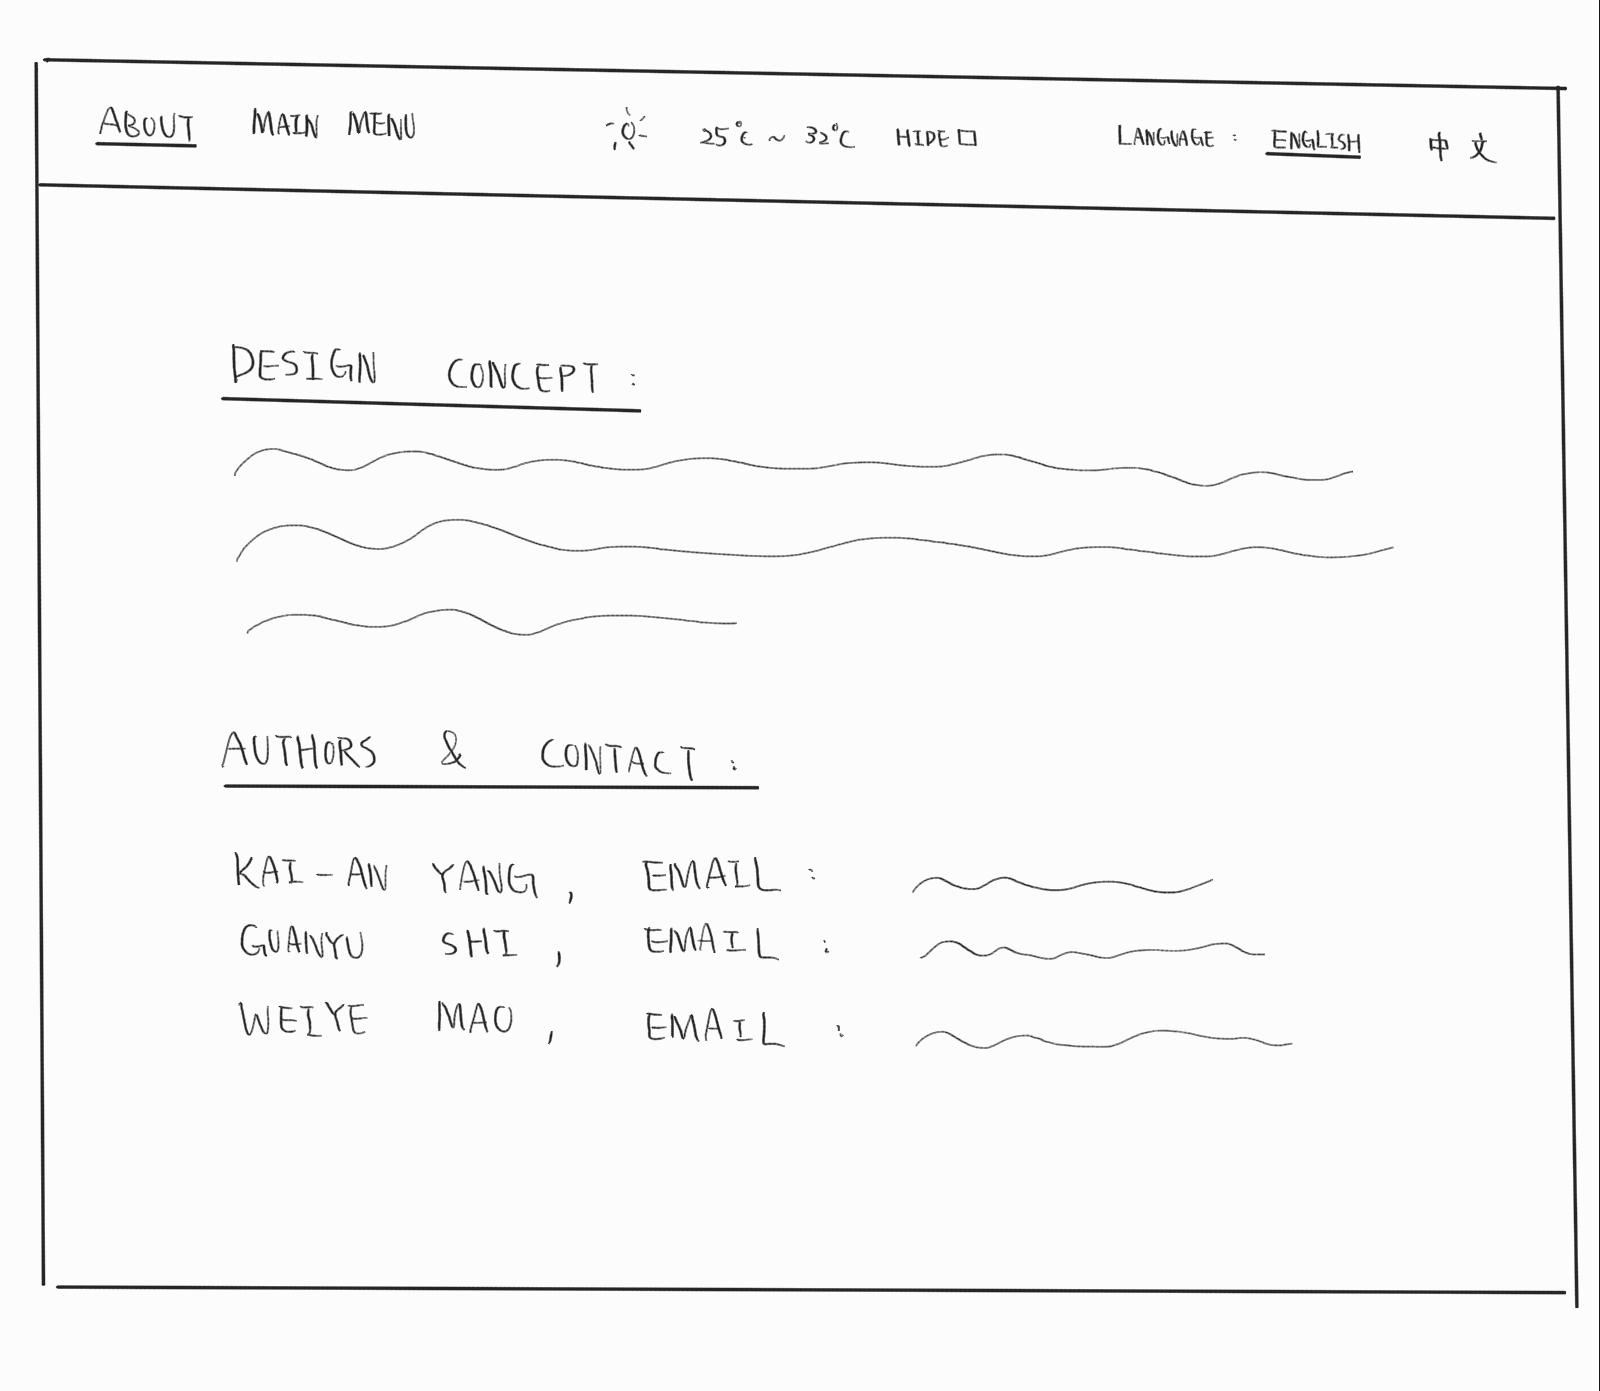 ABOUT MAIN MENU 25°C ~ 32°C HIDE LANGUAGE : ENGLISH 中文
DESIGN CONCEPT :
AUTHORS & CONTACT :
KAI-AN YANG, EMAIL :
GUANYU SHI, EMAIL :
WEIYE MAO, EMAIL :